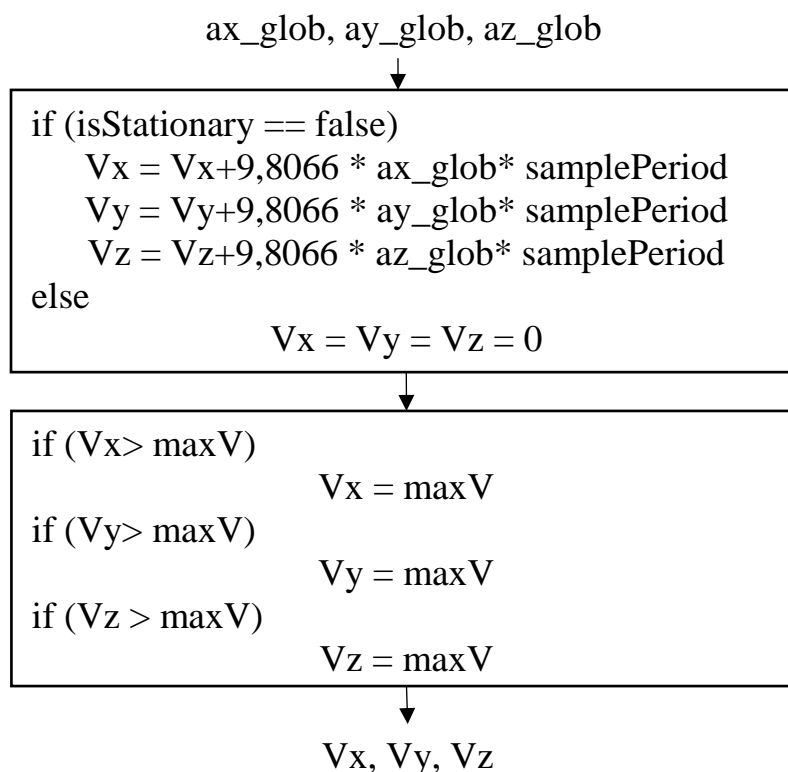 ax_glob, ay_glob, az_glob
if (isStationary == false)
Vx = Vx+9,8066 * ax_glob* samplePeriod
Vy = Vy+9,8066 * ay_glob* samplePeriod
Vz = Vz+9,8066 * az_glob* samplePeriod
else
Vx = Vy = Vz = 0
if (Vx> maxV)
Vx = maxV
if (Vy> maxV)
Vy = maxV
if (Vz > maxV)
Vz = maxV
Vx, Vy, Vz